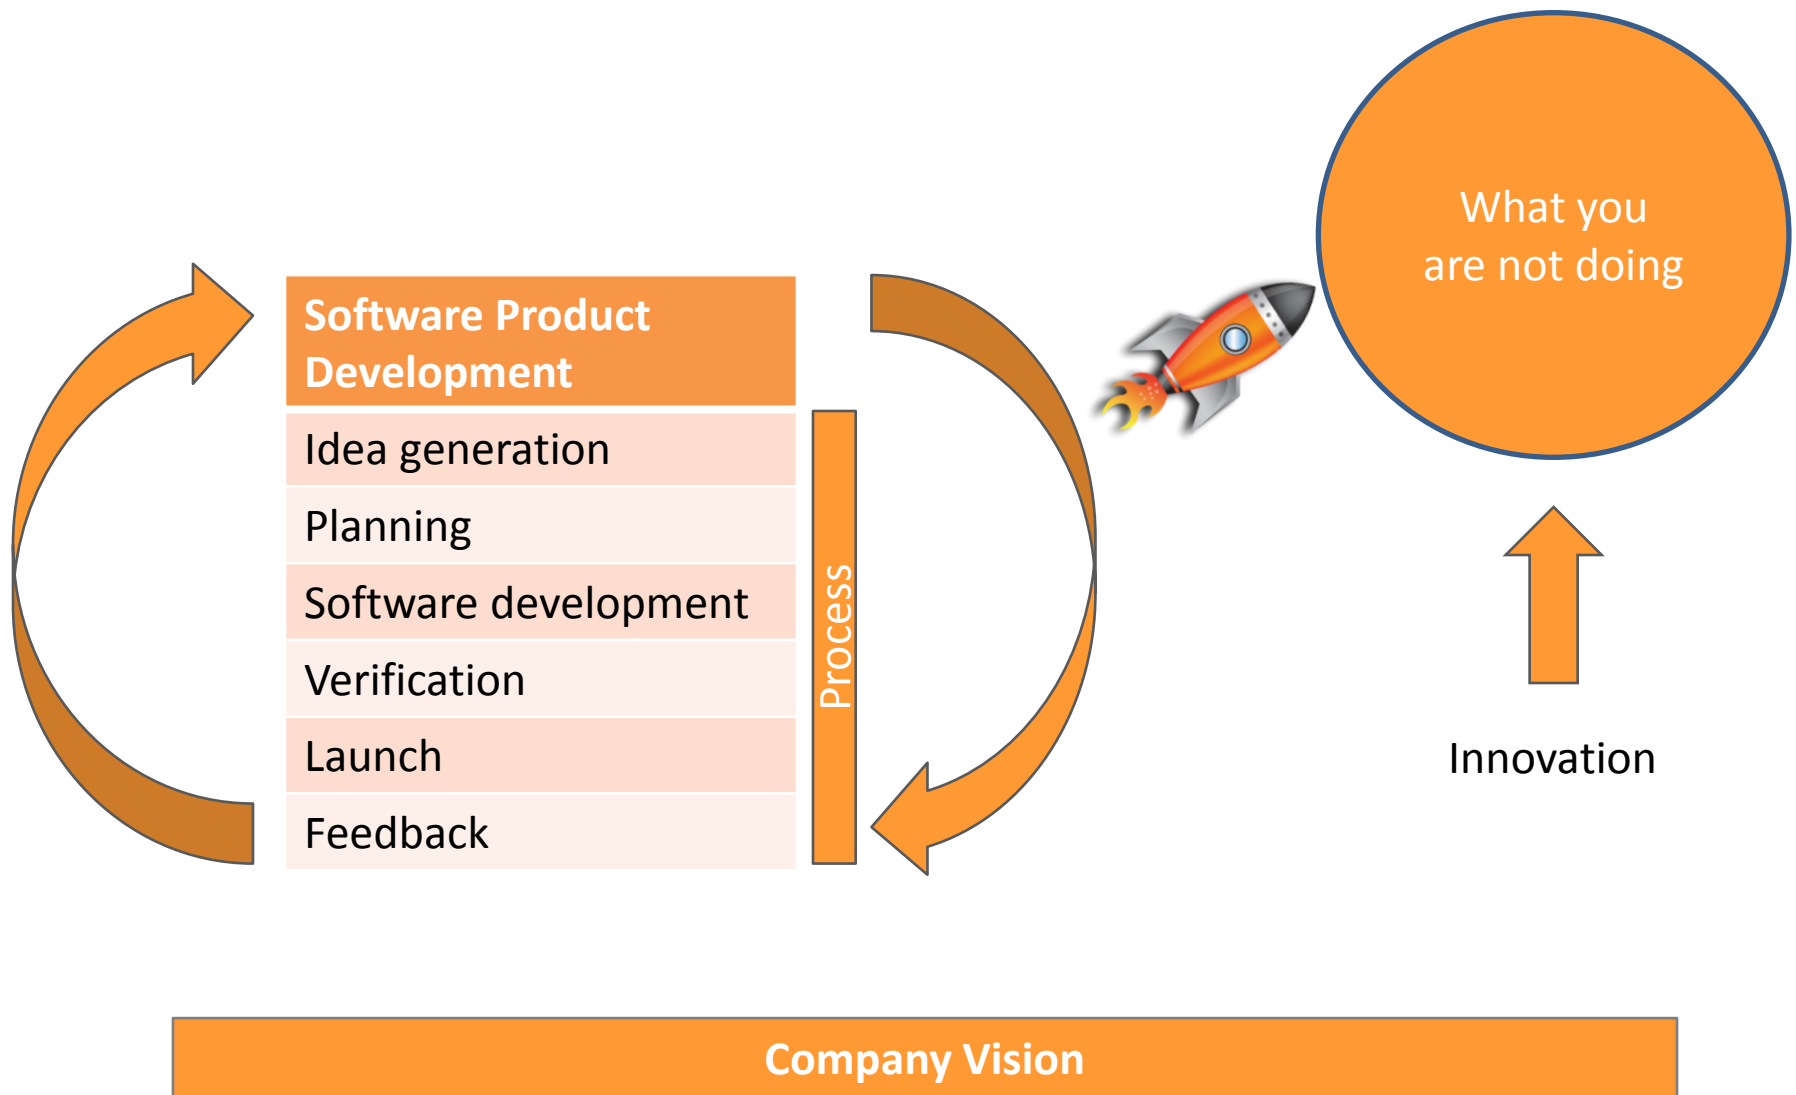 What you
are not doing
Software Product
Development
Idea generation
Planning
Software development
Verification
Launch
Feedback
Process
Innovation
Company Vision